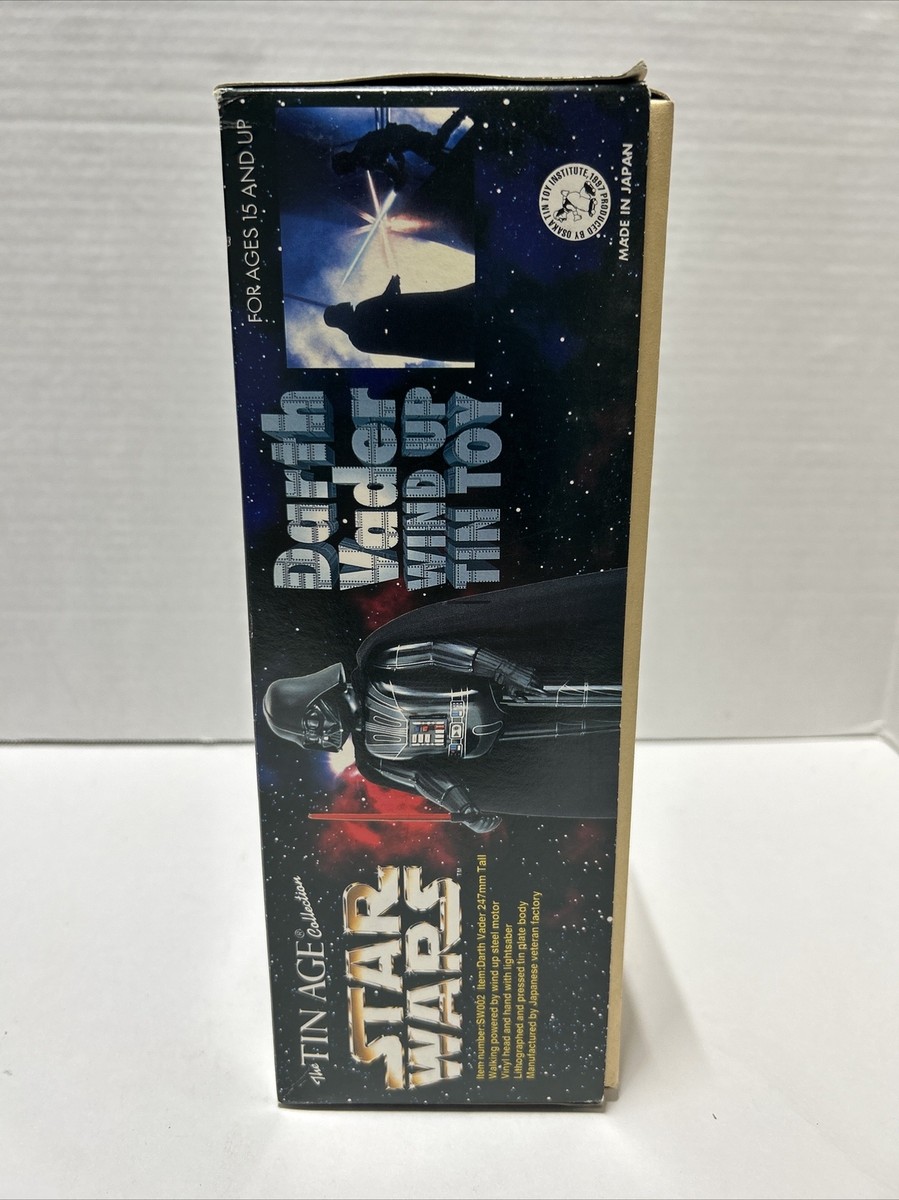 The TIN AGE® Collection
STAR
WARS™
Item number:SW002 Item:Darth Vader 247mm Tall
Walking powered by wind up steel motor
Vinyl head and hand with lightsaber
Lithographed and pressed tin plate body
Manufactured by Japanese veteran factory
Darth
Vader
WIND UP
TIN TOY
FOR AGES 15 AND UP
OSAKA TIN TOY INSTITUTE, 1997 PRODUCED BY
MADE IN JAPAN